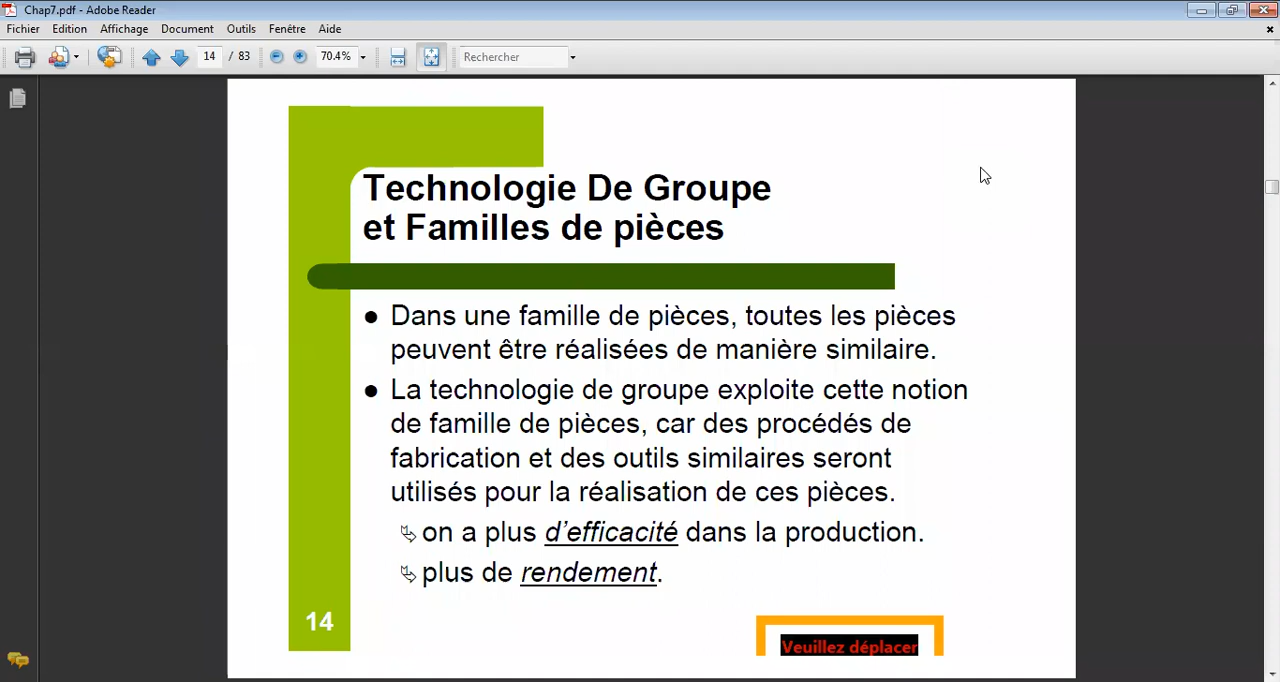 Chap7.pdf - Adobe Reader
Fichier Edition Affichage Document Outils Fenêtre Aide
14 / 83 70.4% Rechercher
Technologie De Groupe
et Familles de pièces
● Dans une famille de pièces, toutes les pièces
peuvent être réalisées de manière similaire.
● La technologie de groupe exploite cette notion
de famille de pièces, car des procédés de
fabrication et des outils similaires seront
utilisés pour la réalisation de ces pièces.
on a plus d’efficacité dans la production.
plus de rendement.
14
Veuillez déplacer